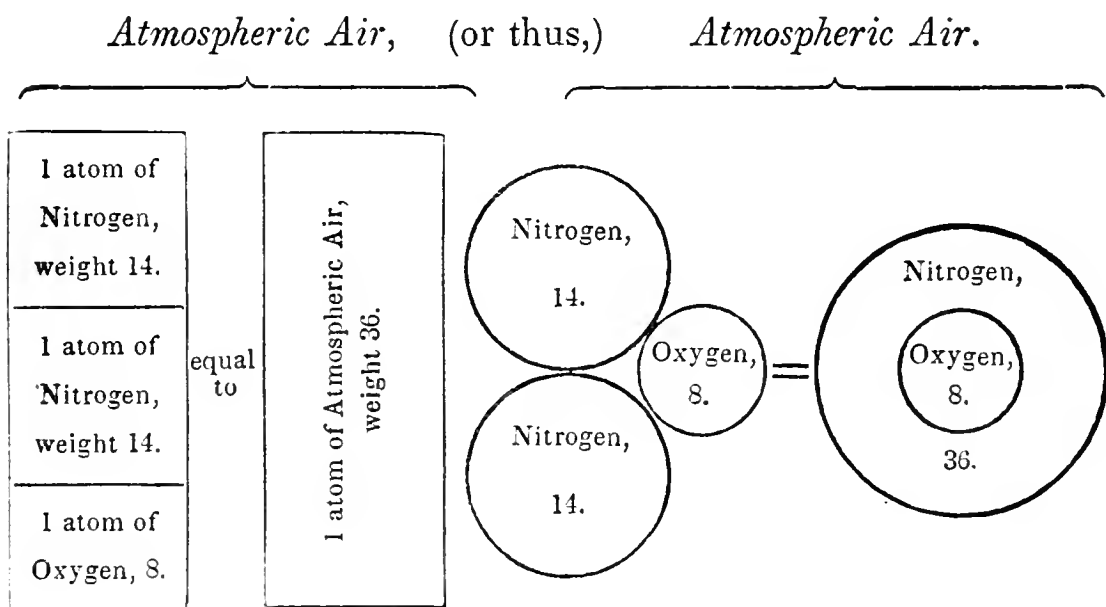 Atmospheric Air, (or thus,) Atmospheric Air.
1 atom of
Nitrogen,
weight 14.
1 atom of
Nitrogen,
weight 14.
1 atom of
Oxygen, 8.
equal
to
1 atom of Atmospheric Air,
weight 36.
Nitrogen,
14.
Nitrogen,
14.
Oxygen,
8.
=
Nitrogen,
Oxygen,
8.
36.